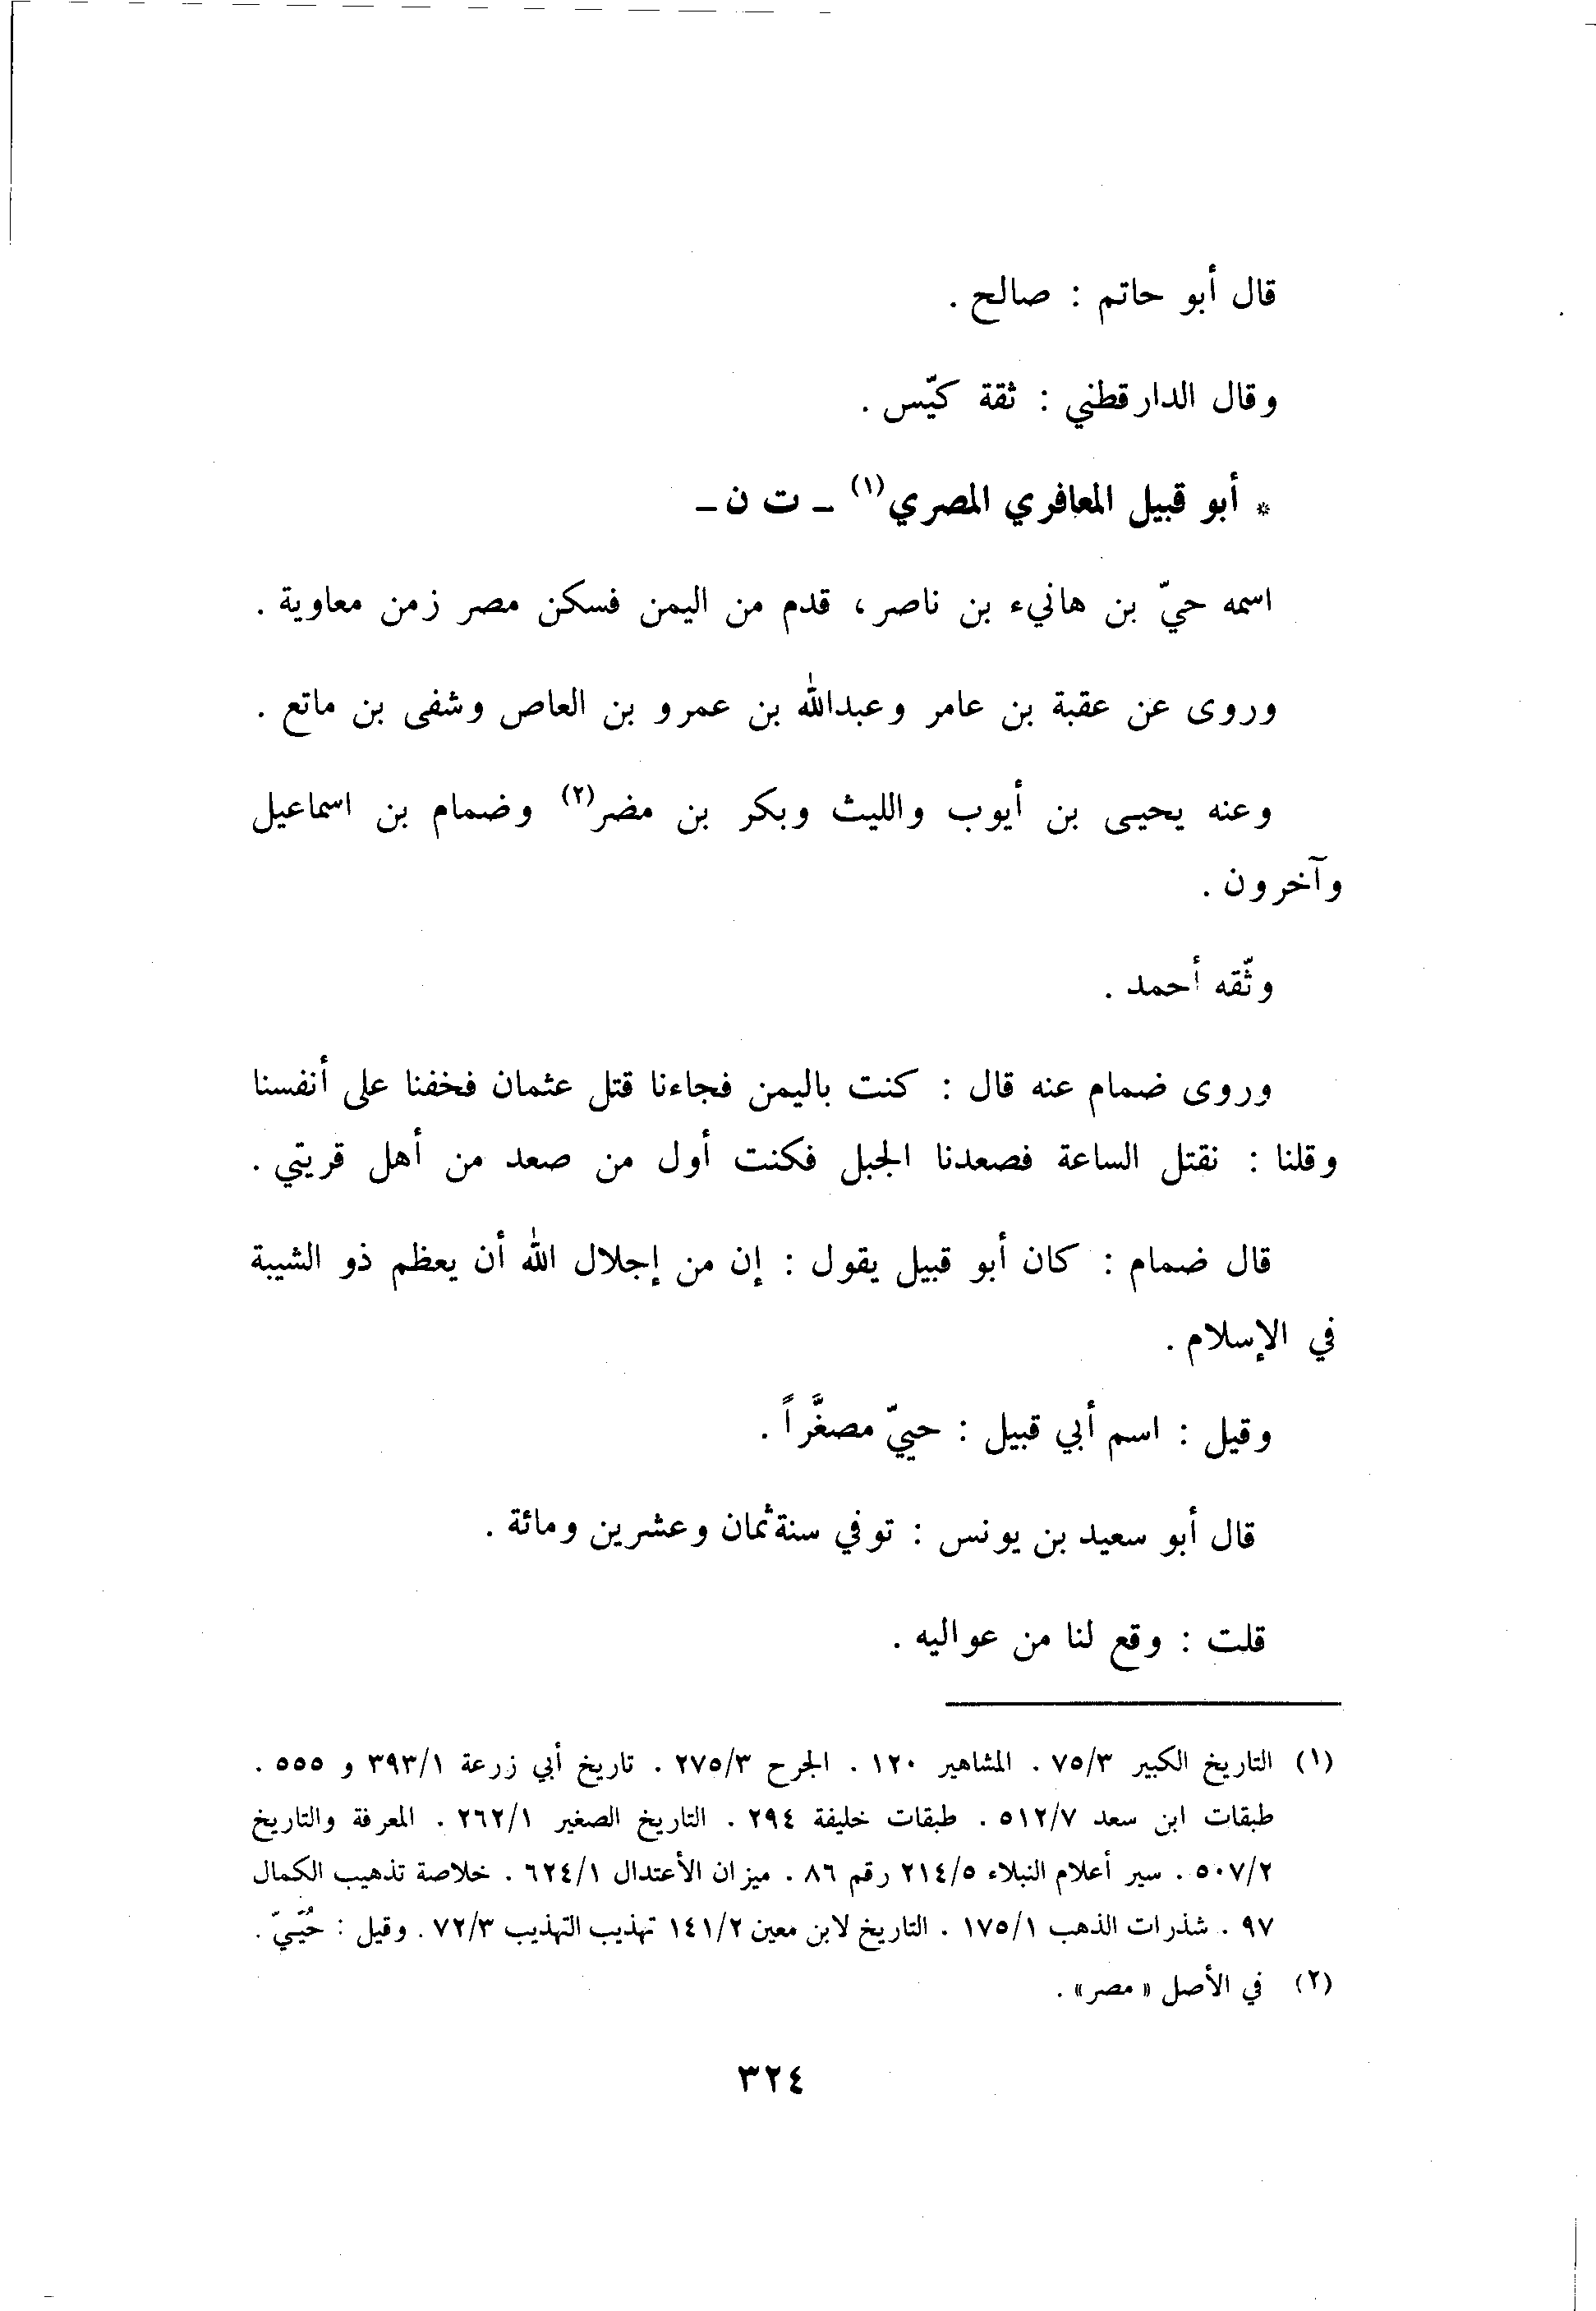 قال أبو حاتم : صالح .
وقال الدارقطني : ثقة كيّس .
* أبو قبيل المعافري المصري(١) ـ ت ن ـ
اسمه حيّ بن هانيء بن ناصر، قدم من اليمن فسكن مصر زمن معاوية .
وروى عن عقبة بن عامر وعبدالله بن عمرو بن العاص وشفى بن ماتع .
وعنه يحيى بن أيوب والليث وبكر بن مضر(٢) وضمام بن اسماعيل
وآخرون .
وثّقه أحمد .
وروى ضمام عنه قال : كنت باليمن فجاءنا قتل عثمان فخفنا على أنفسنا
وقلنا : نقتل الساعة فصعدنا الجبل فكنت أول من صعد من أهل قريتي .
قال ضمام : كان أبو قبيل يقول : إن من إجلال الله أن يعظم ذو الشيبة
في الإسلام .
وقيل : اسم أبي قبيل : حييّ مصغَّراً .
قال أبو سعيد بن يونس : توفي سنة ثمان وعشرين ومائة .
قلت : وقع لنا من عواليه .
(١) التاريخ الكبير ٧٥/٣ . المشاهير ١٢٠ . الجرح ٢٧٥/٣ . تاريخ أبي زرعة ٣٩٣/١ و ٥٥٥ .
طبقات ابن سعد ٥١٢/٧ . طبقات خليفة ٢٩٤ . التاريخ الصغير ٢٦٢/١ . المعرفة والتاريخ
٥٠٧/٢ . سير أعلام النبلاء ٢١٤/٥ رقم ٨٦ . ميزان الأعتدال ٦٢٤/١ . خلاصة تذهيب الكمال
٩٧ . شذرات الذهب ١٧٥/١ . التاريخ لابن معين ١٤١/٢ تهذيب التهذيب ٧٢/٣ . وقيل : حُيَيّ .
(٢) في الأصل « مصر» .
٣٢٤